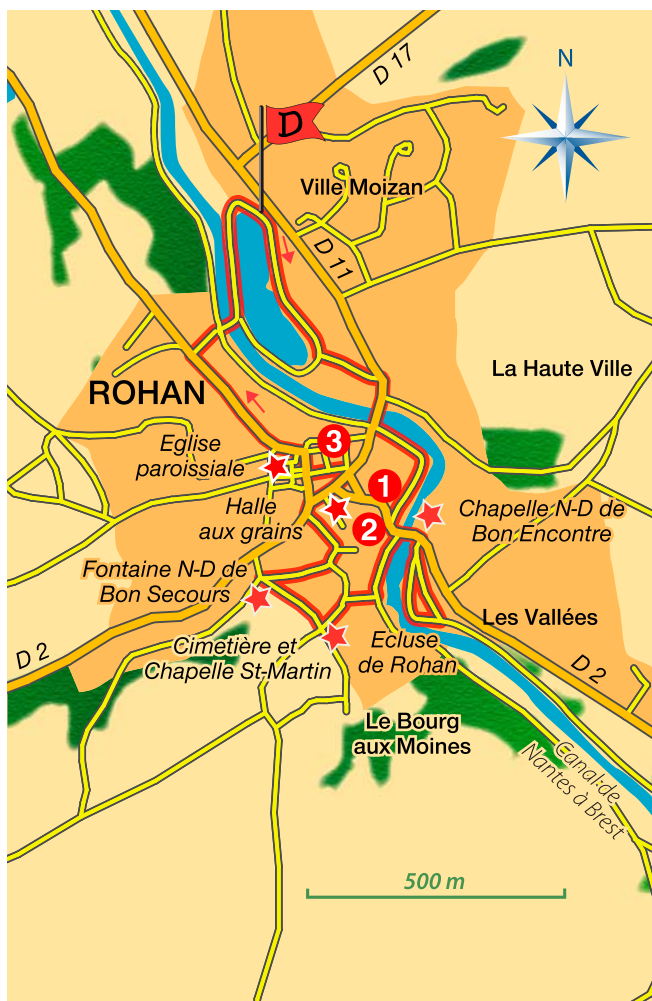 D 17
N
D
Ville Moizan
D 11
La Haute Ville
ROHAN
3
Eglise
paroissiale
1
Halle
aux grains
2
Chapelle N-D de
Bon Encontre
Fontaine N-D de
Bon Secours
Les Vallées
Cimetière et
Chapelle St-Martin
Ecluse
de Rohan
D 2
D 2
Le Bourg
aux Moines
Canal de
Nantes à Brest
500 m